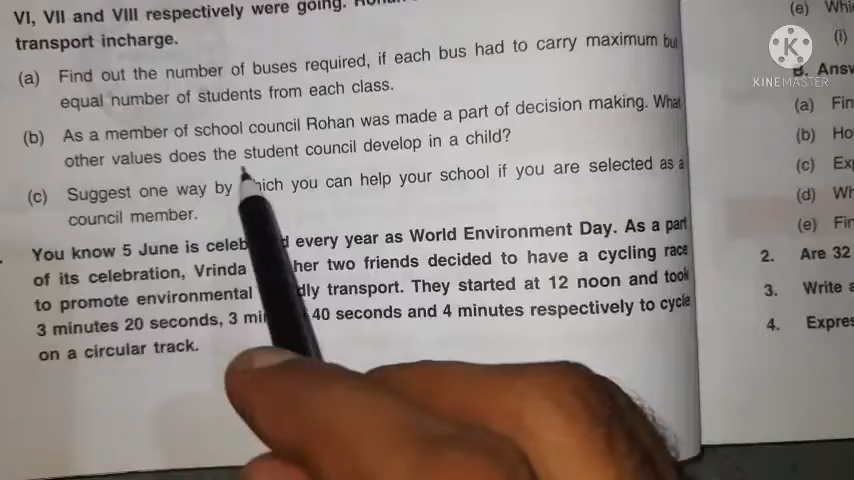 VI, VII and VIII respectively were going.
transport incharge.
(a) Find out the number of buses required, if each bus had to carry maximum but
equal number of students from each class.
(b) As a member of school council Rohan was made a part of decision making. What
other values does the student council develop in a child?
(c) Suggest one way by which you can help your school if you are selected as a
council member.
You know 5 June is celeb d every year as World Environment Day. As a part
of its celebration, Vrinda her two friends decided to have a cycling race
to promote environmental dly transport. They started at 12 noon and took
3 minutes 20 seconds, 3 mi 40 seconds and 4 minutes respectively to cycle
on a circular track.
(e) Whi
(i)
B. Answ
(a) Fin
(b) Ho
(c) Ex
(d) Wh
(e) Fin
2. Are 32
3. Write a
4. Expres
KINEMASTER